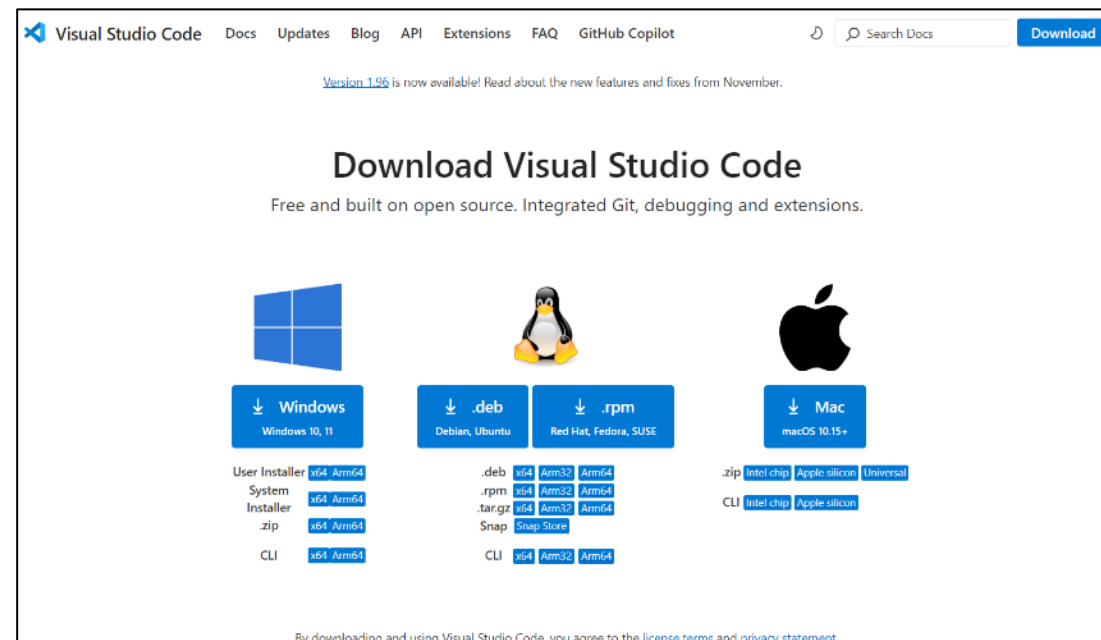 Visual Studio Code Docs Updates Blog API Extensions FAQ GitHub Copilot Search Docs Download
Version 1.96 is now available! Read about the new features and fixes from November.
Download Visual Studio Code
Free and built on open source. Integrated Git, debugging and extensions.
Windows
Windows 10, 11
.deb
Debian, Ubuntu
.rpm
Red Hat, Fedora, SUSE
Mac
macOS 10.15+
User Installer x64 Arm64
System
Installer x64 Arm64
.zip x64 Arm64
CLI x64 Arm64
.deb x64 Arm32 Arm64
.rpm x64 Arm32 Arm64
.tar.gz x64 Arm32 Arm64
Snap Snap Store
CLI x64 Arm32 Arm64
.zip Intel chip Apple silicon Universal
CLI Intel chip Apple silicon
By downloading and using Visual Studio Code, you agree to the license terms and privacy statement